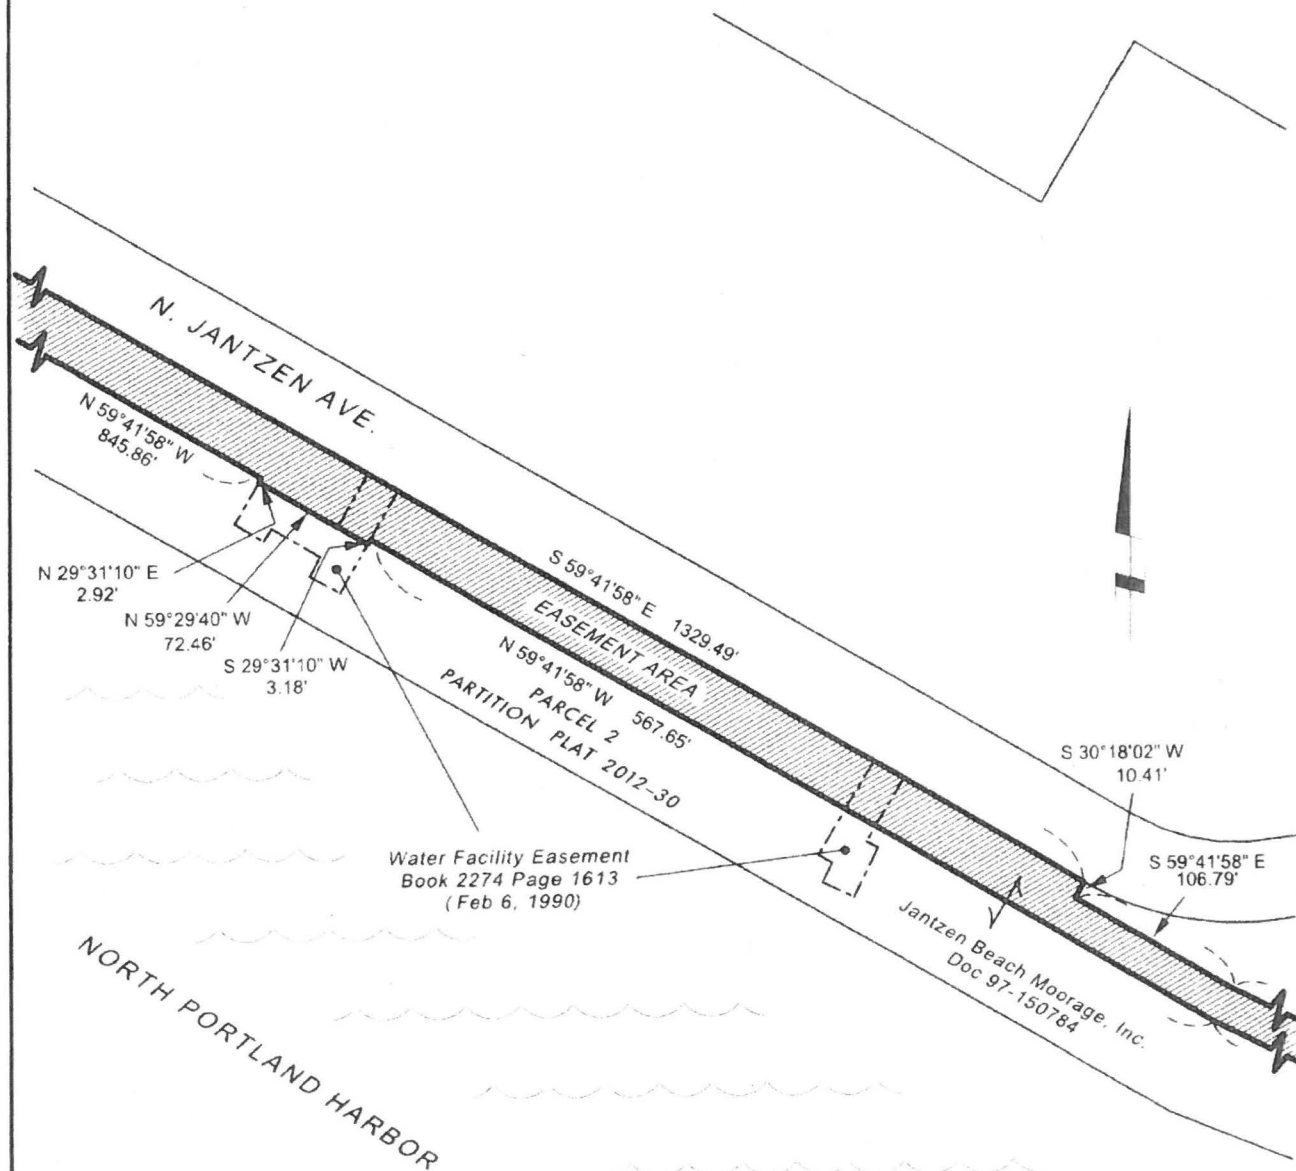 N. JANTZEN AVE.
N 59°41'58" W
845.86'
N 29°31'10" E
2.92'
N 59°29'40" W
72.46'
S 29°31'10" W
3.18'
S 59°41'58" E 1329.49'
EASEMENT AREA
N 59°41'58" W 567.65'
PARCEL 2
PARTITION PLAT 2012-30
S 30°18'02" W
10.41'
S 59°41'58" E
106.79'
Water Facility Easement
Book 2274 Page 1613
( Feb 6, 1990)
Jantzen Beach Moorage, Inc.
Doc 97-150784
NORTH PORTLAND HARBOR